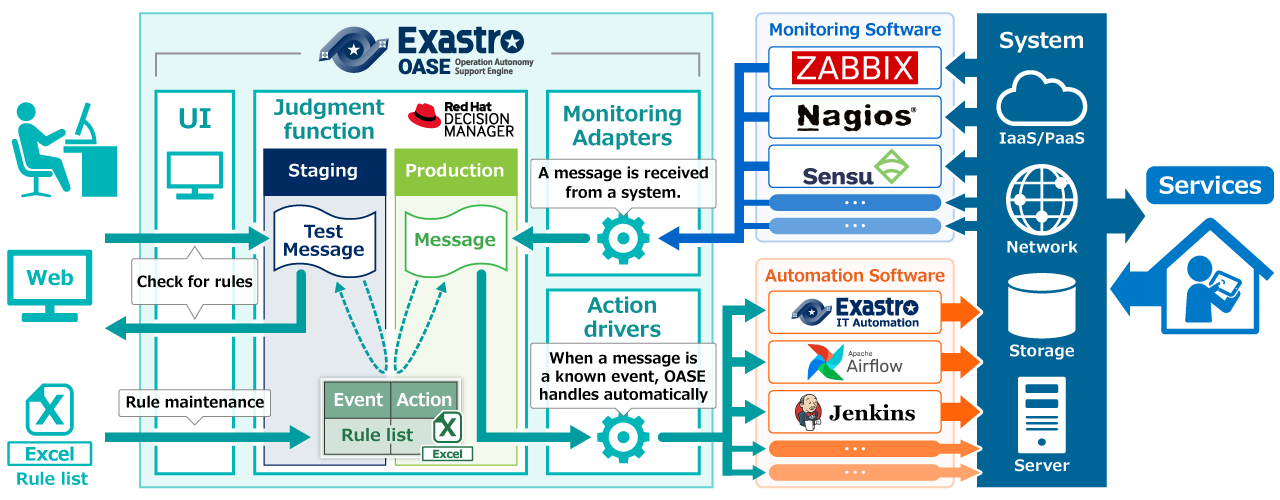 Exastro
OASE
Operation Autonomy
Support Engine
UI
Judgment
function
Red Hat
DECISION
MANAGER
Staging
Production
Test
Message
Message
Monitoring
Adapters
A message is received
from a system.
Action
drivers
When a message is
a known event, OASE
handles automatically
Web
Check for rules
Rule maintenance
Excel
Rule list
Event
Action
Rule list
Excel
Monitoring Software
ZABBIX
Nagios®
Sensu
...
...
Automation Software
Exastro
IT Automation
Apache
Airflow
Jenkins
...
...
System
IaaS/PaaS
Network
Storage
Server
Services